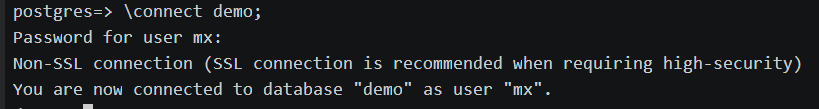 postgres=> \connect demo;
Password for user mx:
Non-SSL connection (SSL connection is recommended when requiring high-security)
You are now connected to database "demo" as user "mx".